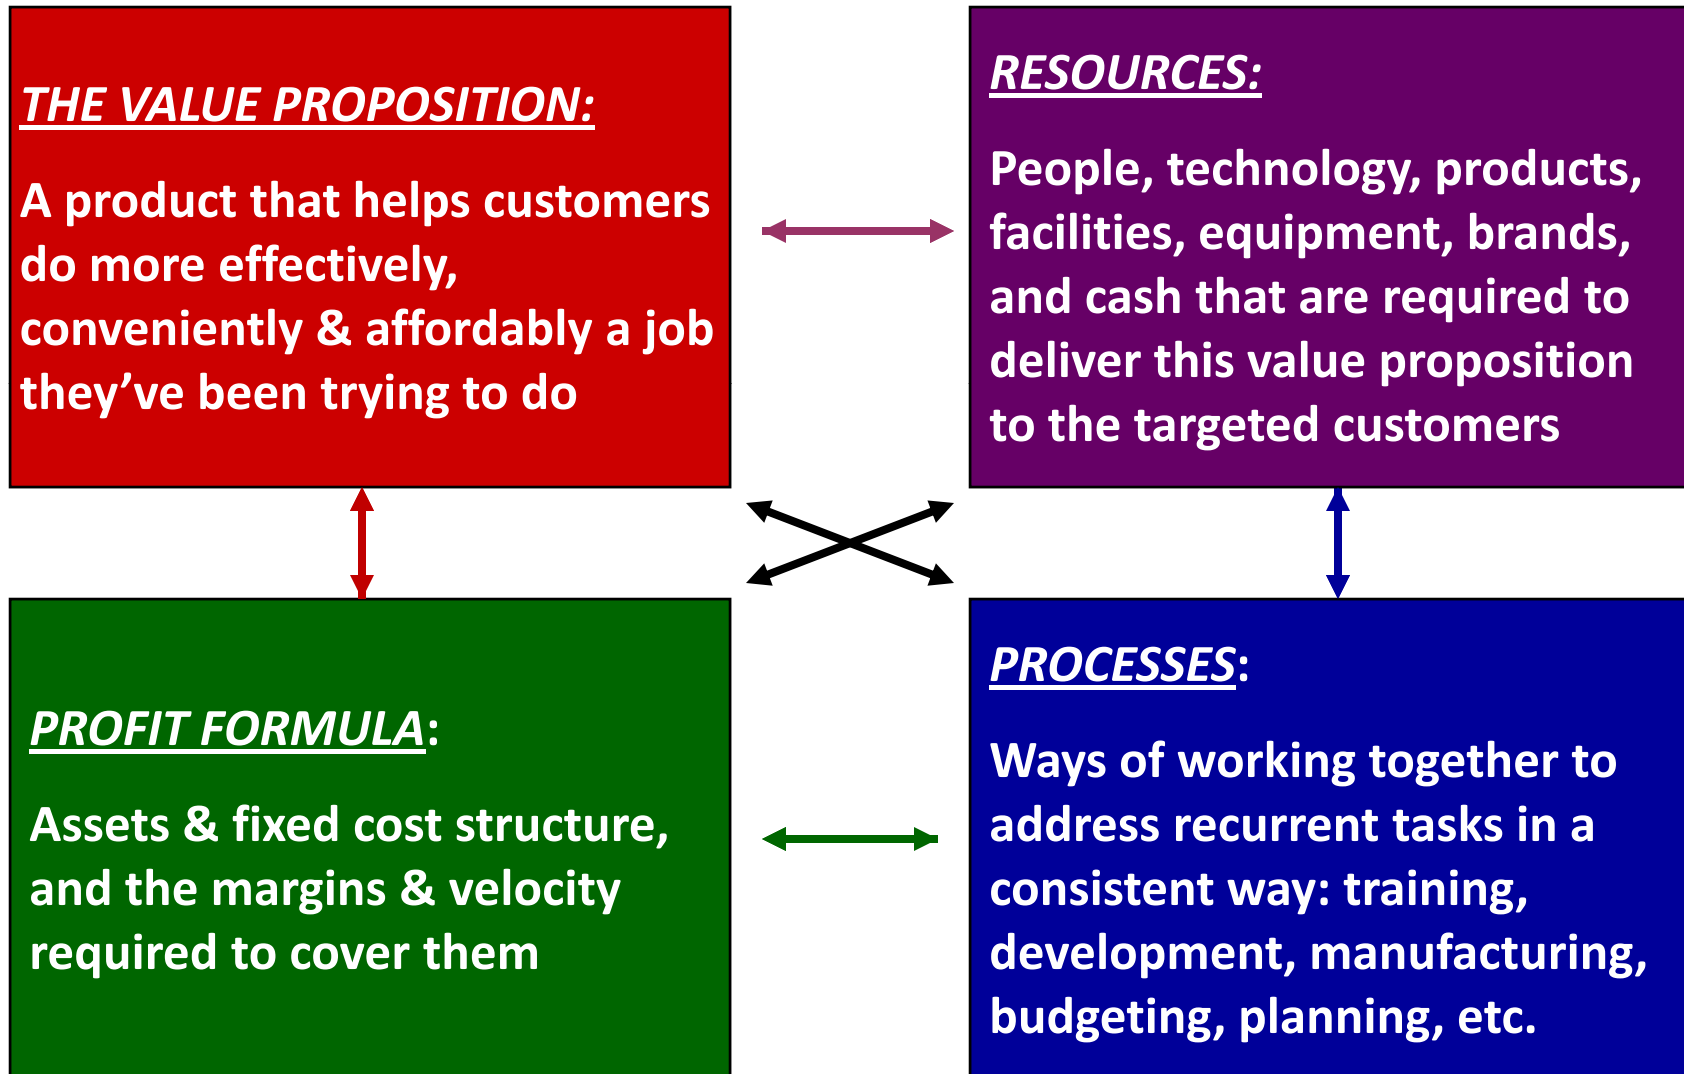 THE VALUE PROPOSITION:
A product that helps customers
do more effectively,
conveniently & affordably a job
they’ve been trying to do
RESOURCES:
People, technology, products,
facilities, equipment, brands,
and cash that are required to
deliver this value proposition
to the targeted customers
PROFIT FORMULA:
Assets & fixed cost structure,
and the margins & velocity
required to cover them
PROCESSES:
Ways of working together to
address recurrent tasks in a
consistent way: training,
development, manufacturing,
budgeting, planning, etc.